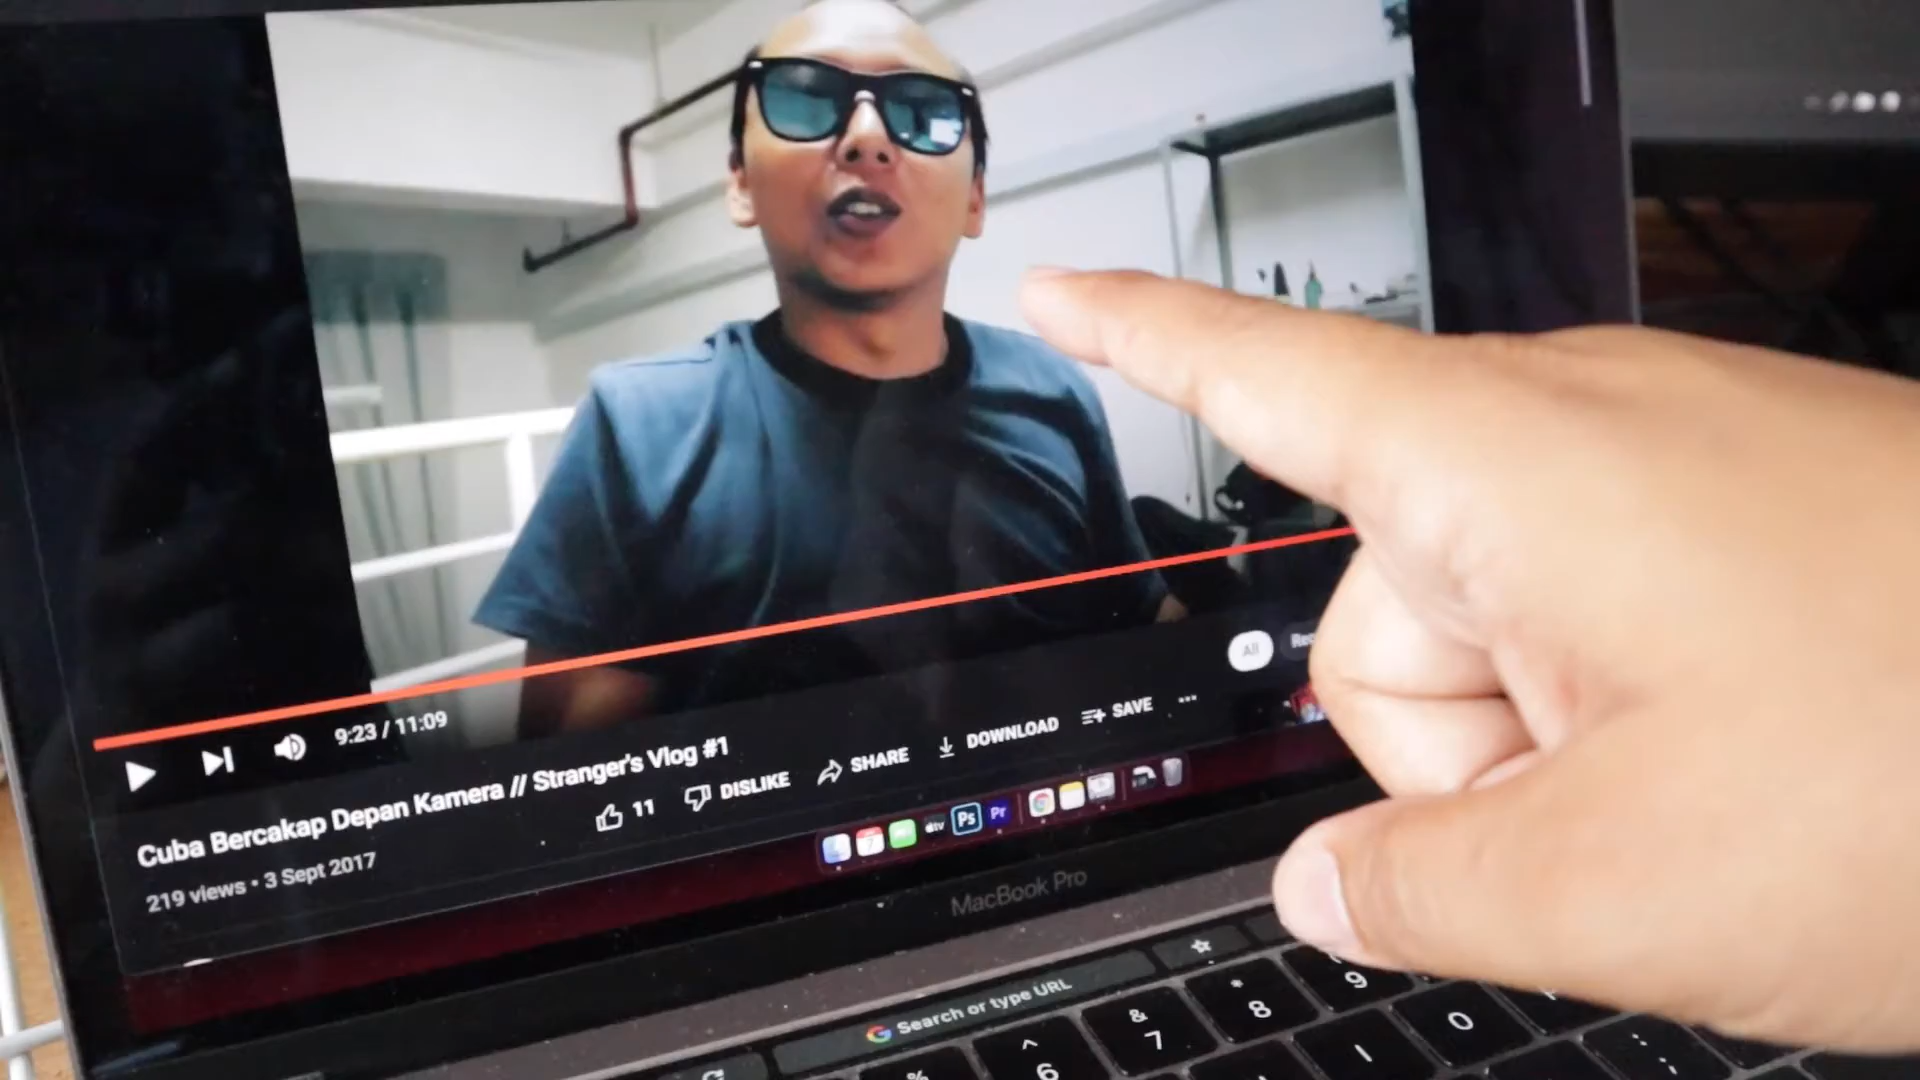 All
9:23 / 11:09
Cuba Bercakap Depan Kamera // Stranger's Vlog #1
219 views • 3 Sept 2017
11 DISLIKE SHARE DOWNLOAD SAVE ...
tv Ps Pr
MacBook Pro
Search or type URL
* 8
9
& 7
^ 6
%
I
O